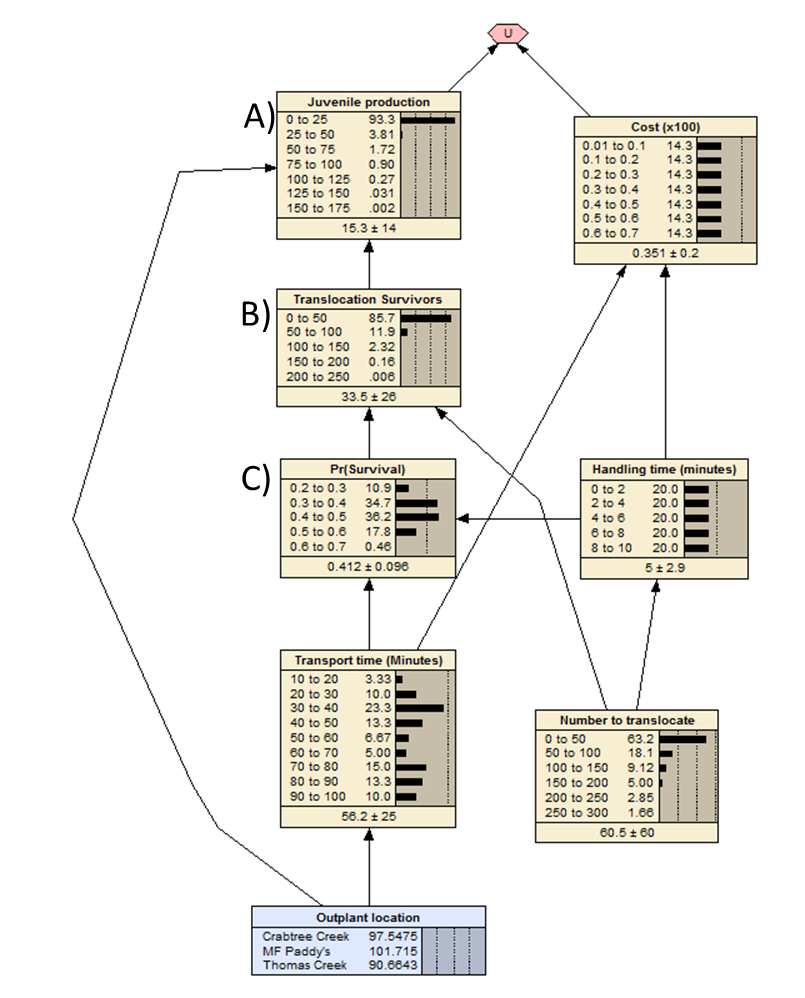 U
A)
Juvenile production
0 to 25 93.3
25 to 50 3.81
50 to 75 1.72
75 to 100 0.90
100 to 125 0.27
125 to 150 .031
150 to 175 .002
15.3 ± 14
Cost (x100)
0.01 to 0.1 14.3
0.1 to 0.2 14.3
0.2 to 0.3 14.3
0.3 to 0.4 14.3
0.4 to 0.5 14.3
0.5 to 0.6 14.3
0.6 to 0.7 14.3
0.351 ± 0.2
B)
Translocation Survivors
0 to 50 85.7
50 to 100 11.9
100 to 150 2.32
150 to 200 0.16
200 to 250 .006
33.5 ± 26
C)
Pr(Survival)
0.2 to 0.3 10.9
0.3 to 0.4 34.7
0.4 to 0.5 36.2
0.5 to 0.6 17.8
0.6 to 0.7 0.46
0.412 ± 0.096
Handling time (minutes)
0 to 2 20.0
2 to 4 20.0
4 to 6 20.0
6 to 8 20.0
8 to 10 20.0
5 ± 2.9
Transport time (Minutes)
10 to 20 3.33
20 to 30 10.0
30 to 40 23.3
40 to 50 13.3
50 to 60 6.67
60 to 70 5.00
70 to 80 15.0
80 to 90 13.3
90 to 100 10.0
56.2 ± 25
Number to translocate
0 to 50 63.2
50 to 100 18.1
100 to 150 9.12
150 to 200 5.00
200 to 250 2.85
250 to 300 1.66
60.5 ± 60
Outplant location
Crabtree Creek 97.5475
MF Paddy's 101.715
Thomas Creek 90.6643